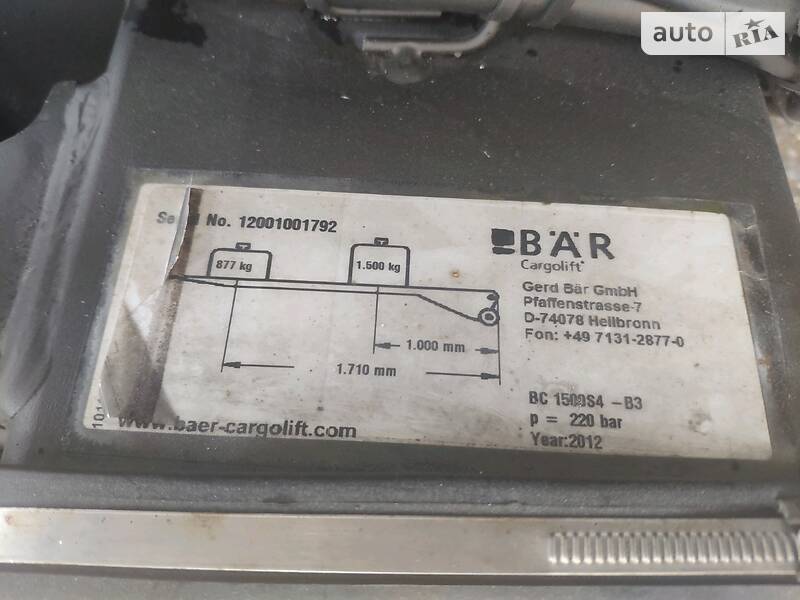 auto RIA
No. 12001001792
877 kg
1.500 kg
1.000 mm
1.710 mm
www.baer-cargolift.com
BÄR
Cargolift
Gerd Bär GmbH
Pfaffenstrasse 7
D-74078 Heilbronn
Fon: +49 7131-2877-0
BC 1500S4 -B3
p = 220 bar
Year:2012